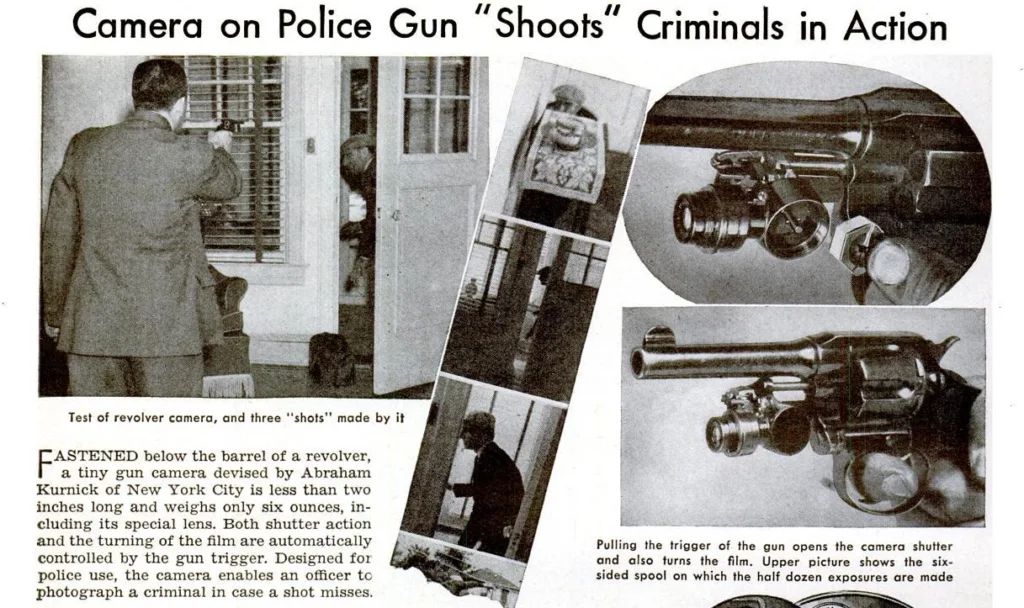 Camera on Police Gun "Shoots" Criminals in Action
Test of revolver camera, and three "shots" made by it
FASTENED below the barrel of a revolver,
a tiny gun camera devised by Abraham
Kurnick of New York City is less than two
inches long and weighs only six ounces, in-
cluding its special lens. Both shutter action
and the turning of the film are automatically
controlled by the gun trigger. Designed for
police use, the camera enables an officer to
photograph a criminal in case a shot misses.
Pulling the trigger of the gun opens the camera shutter
and also turns the film. Upper picture shows the six-
sided spool on which the half dozen exposures are made